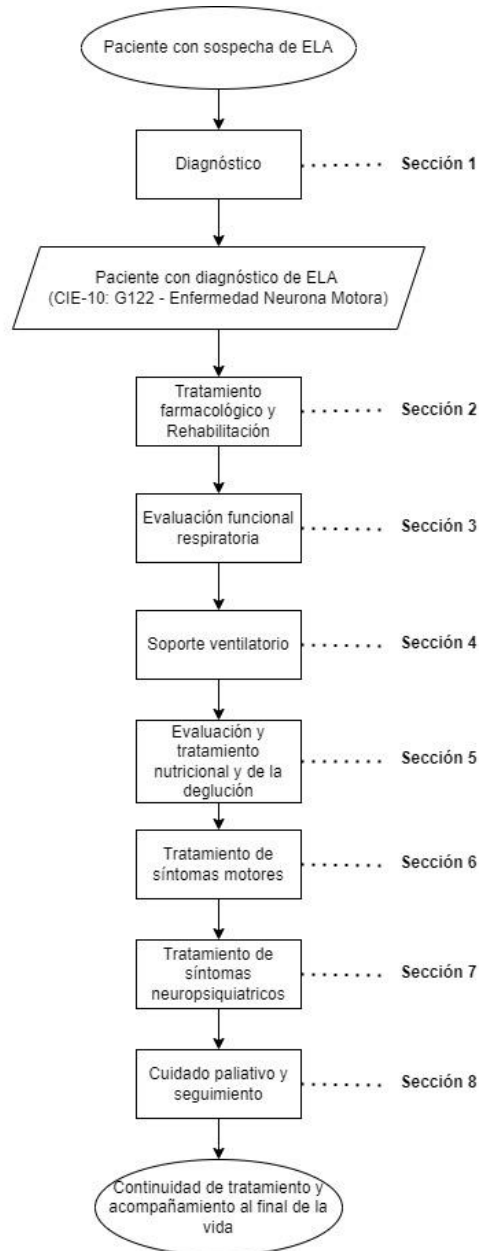 Paciente con sospecha de ELA
Diagnóstico
Sección 1
Paciente con diagnóstico de ELA
(CIE-10: G122 - Enfermedad Neurona Motora)
Tratamiento
farmacológico y
Rehabilitación
Sección 2
Evaluación funcional
respiratoria
Sección 3
Soporte ventilatorio
Sección 4
Evaluación y
tratamiento
nutricional y de la
deglución
Sección 5
Tratamiento de
síntomas motores
Sección 6
Tratamiento de
síntomas
neuropsiquiatricos
Sección 7
Cuidado paliativo y
seguimiento
Sección 8
Continuidad de tratamiento y
acompañamiento al final de la
vida